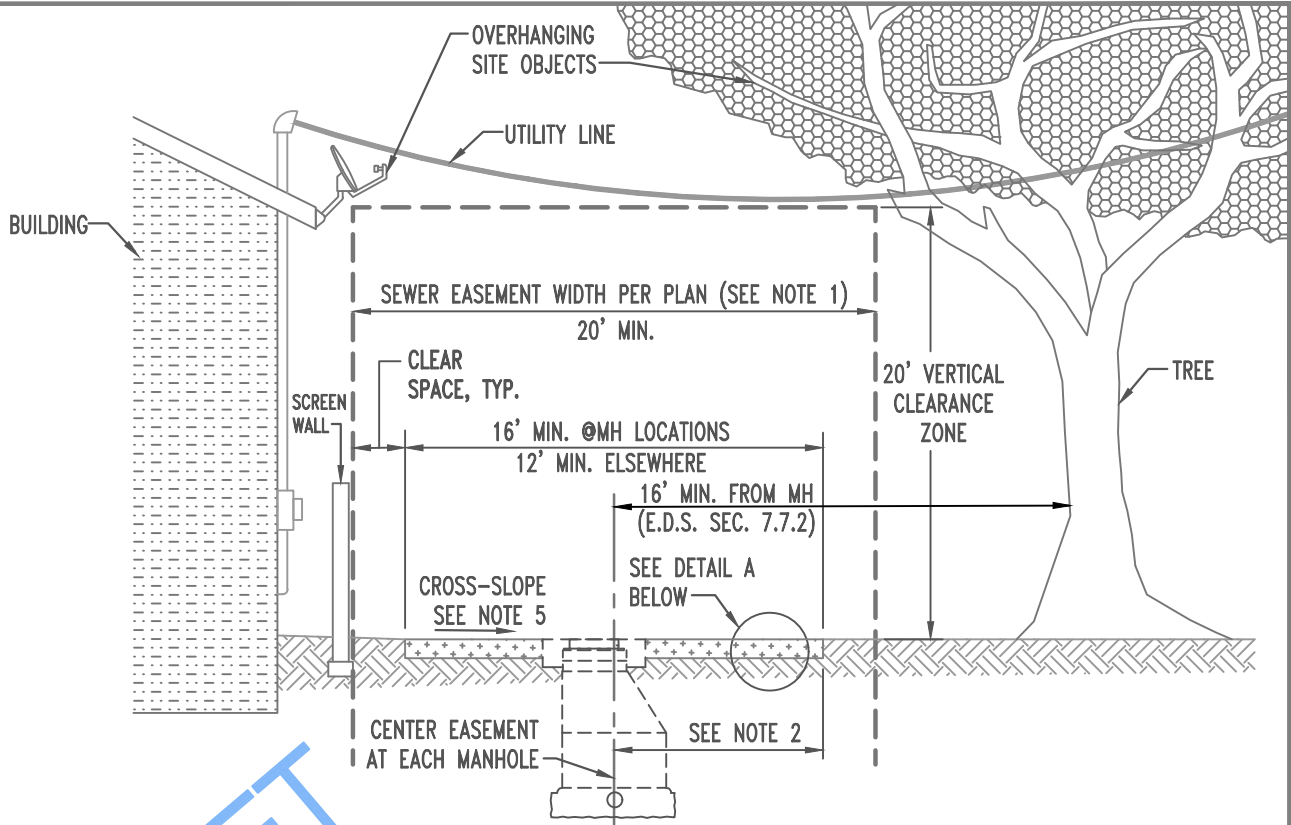 OVERHANGING
SITE OBJECTS
UTILITY LINE
BUILDING
SEWER EASEMENT WIDTH PER PLAN (SEE NOTE 1)
20' MIN.
CLEAR
SPACE, TYP.
20' VERTICAL
CLEARANCE
ZONE
TREE
SCREEN
WALL
16' MIN. @MH LOCATIONS
12' MIN. ELSEWHERE
16' MIN. FROM MH
(E.D.S. SEC. 7.7.2)
SEE DETAIL A
BELOW
CROSS-SLOPE
SEE NOTE 5
CENTER EASEMENT
AT EACH MANHOLE
SEE NOTE 2